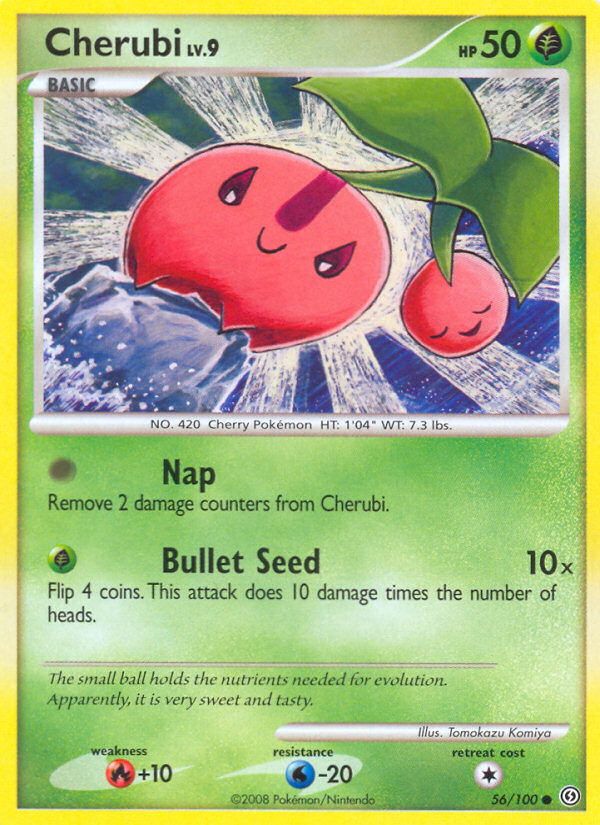 Cherubi LV.9 HP 50
BASIC
NO. 420 Cherry Pokémon HT: 1'04" WT: 7.3 lbs.
Nap
Remove 2 damage counters from Cherubi.
Bullet Seed 10x
Flip 4 coins. This attack does 10 damage times the number of
heads.
The small ball holds the nutrients needed for evolution.
Apparently, it is very sweet and tasty.
Illus. Tomokazu Komiya
weakness resistance retreat cost
+10 -20
©2008 Pokémon/Nintendo 56/100